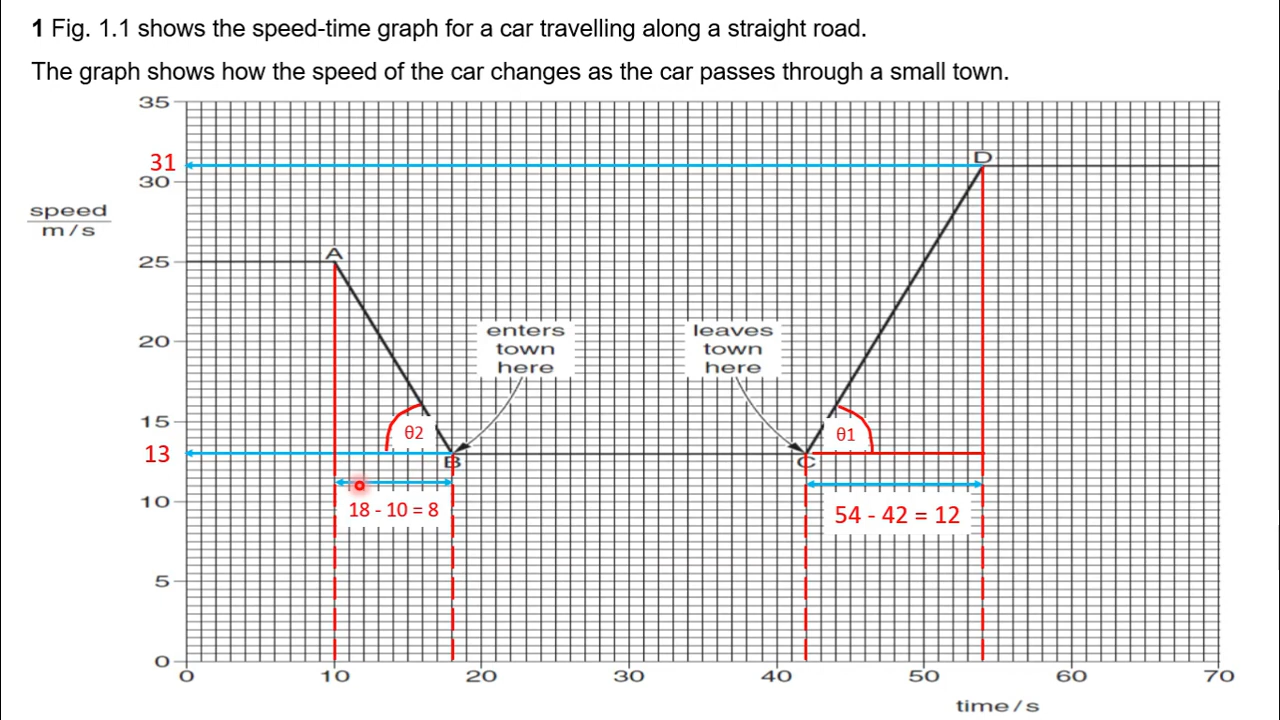 1 Fig. 1.1 shows the speed-time graph for a car travelling along a straight road.
The graph shows how the speed of the car changes as the car passes through a small town.
35
31
30
D
speed
m / s
25
A
20
enters
town
here
leaves
town
here
15
θ2
θ1
13
B
C
10
18 - 10 = 8
54 - 42 = 12
5
0
0 10 20 30 40 50 60 70
time / s